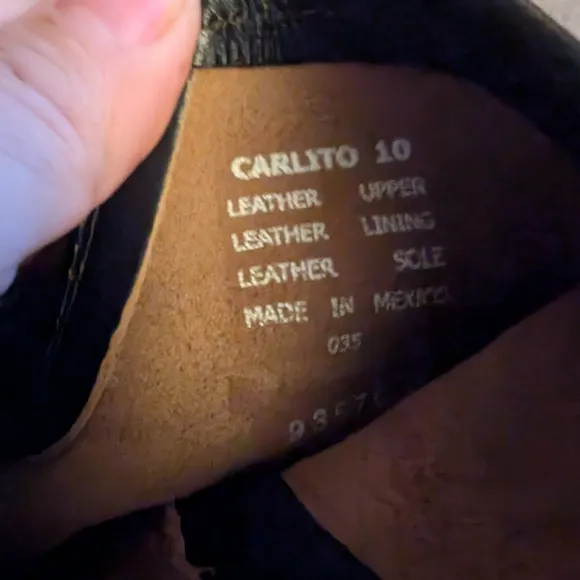 CARLITO 10
LEATHER UPPER
LEATHER LINING
LEATHER SOLE
MADE IN MEXICO
035